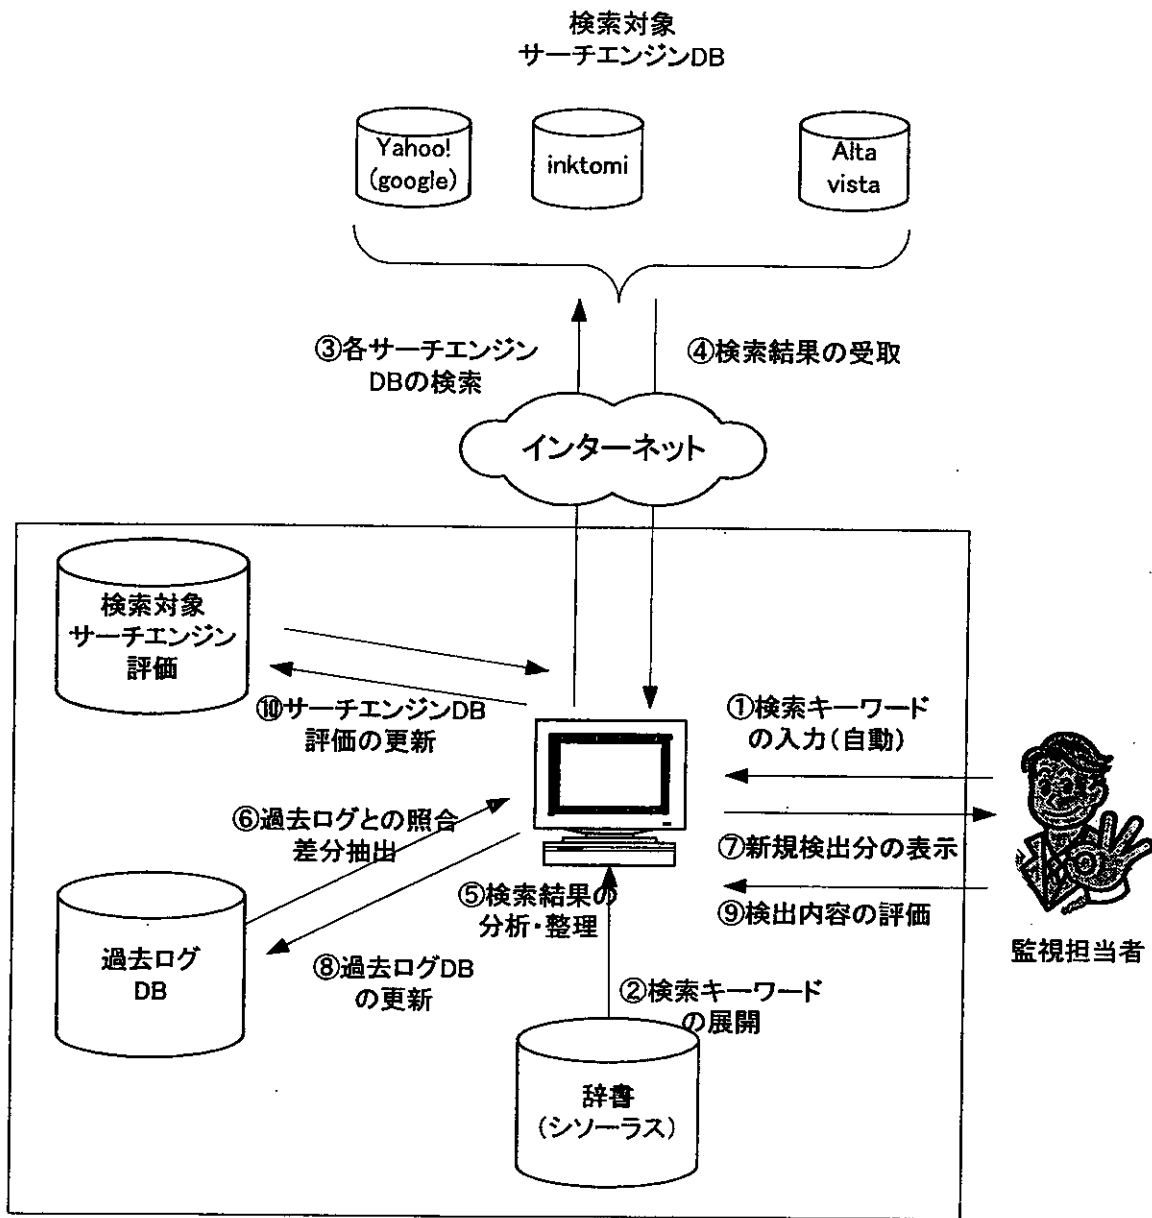 検索対象
サーチエンジンDB
Yahoo!
(google)
inktomi
Alta
vista
③各サーチエンジン
DBの検索
④検索結果の受取
インターネット
検索対象
サーチエンジン
評価
⑩サーチエンジンDB
評価の更新
①検索キーワード
の入力(自動)
⑥過去ログとの照合
差分抽出
⑦新規検出分の表示
⑤検索結果の
分析・整理
⑨検出内容の評価
監視担当者
過去ログ
DB
⑧過去ログDB
の更新
②検索キーワード
の展開
辞書
(シソーラス)